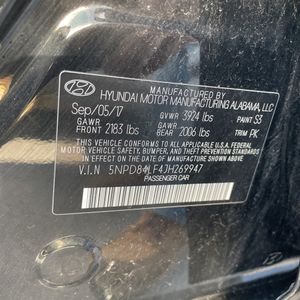 MANUFACTURED BY
HYUNDAI MOTOR MANUFACTURING ALABAMA, LLC
Sep/05/17 GVWR 3924 lbs PAINT S3
GAWR FRONT 2183 lbs GAWR REAR 2006 lbs TRIM PK
THIS VEHICLE CONFORMS TO ALL APPLICABLE U.S.A. FEDERAL
MOTOR VEHICLE SAFETY, BUMPER, AND THEFT PREVENTION
STANDARDS IN EFFECT ON THE DATE OF MANUFACTURE SHOWN ABOVE.
V.I.N 5NPD84LF4JH269947
PASSENGER CAR